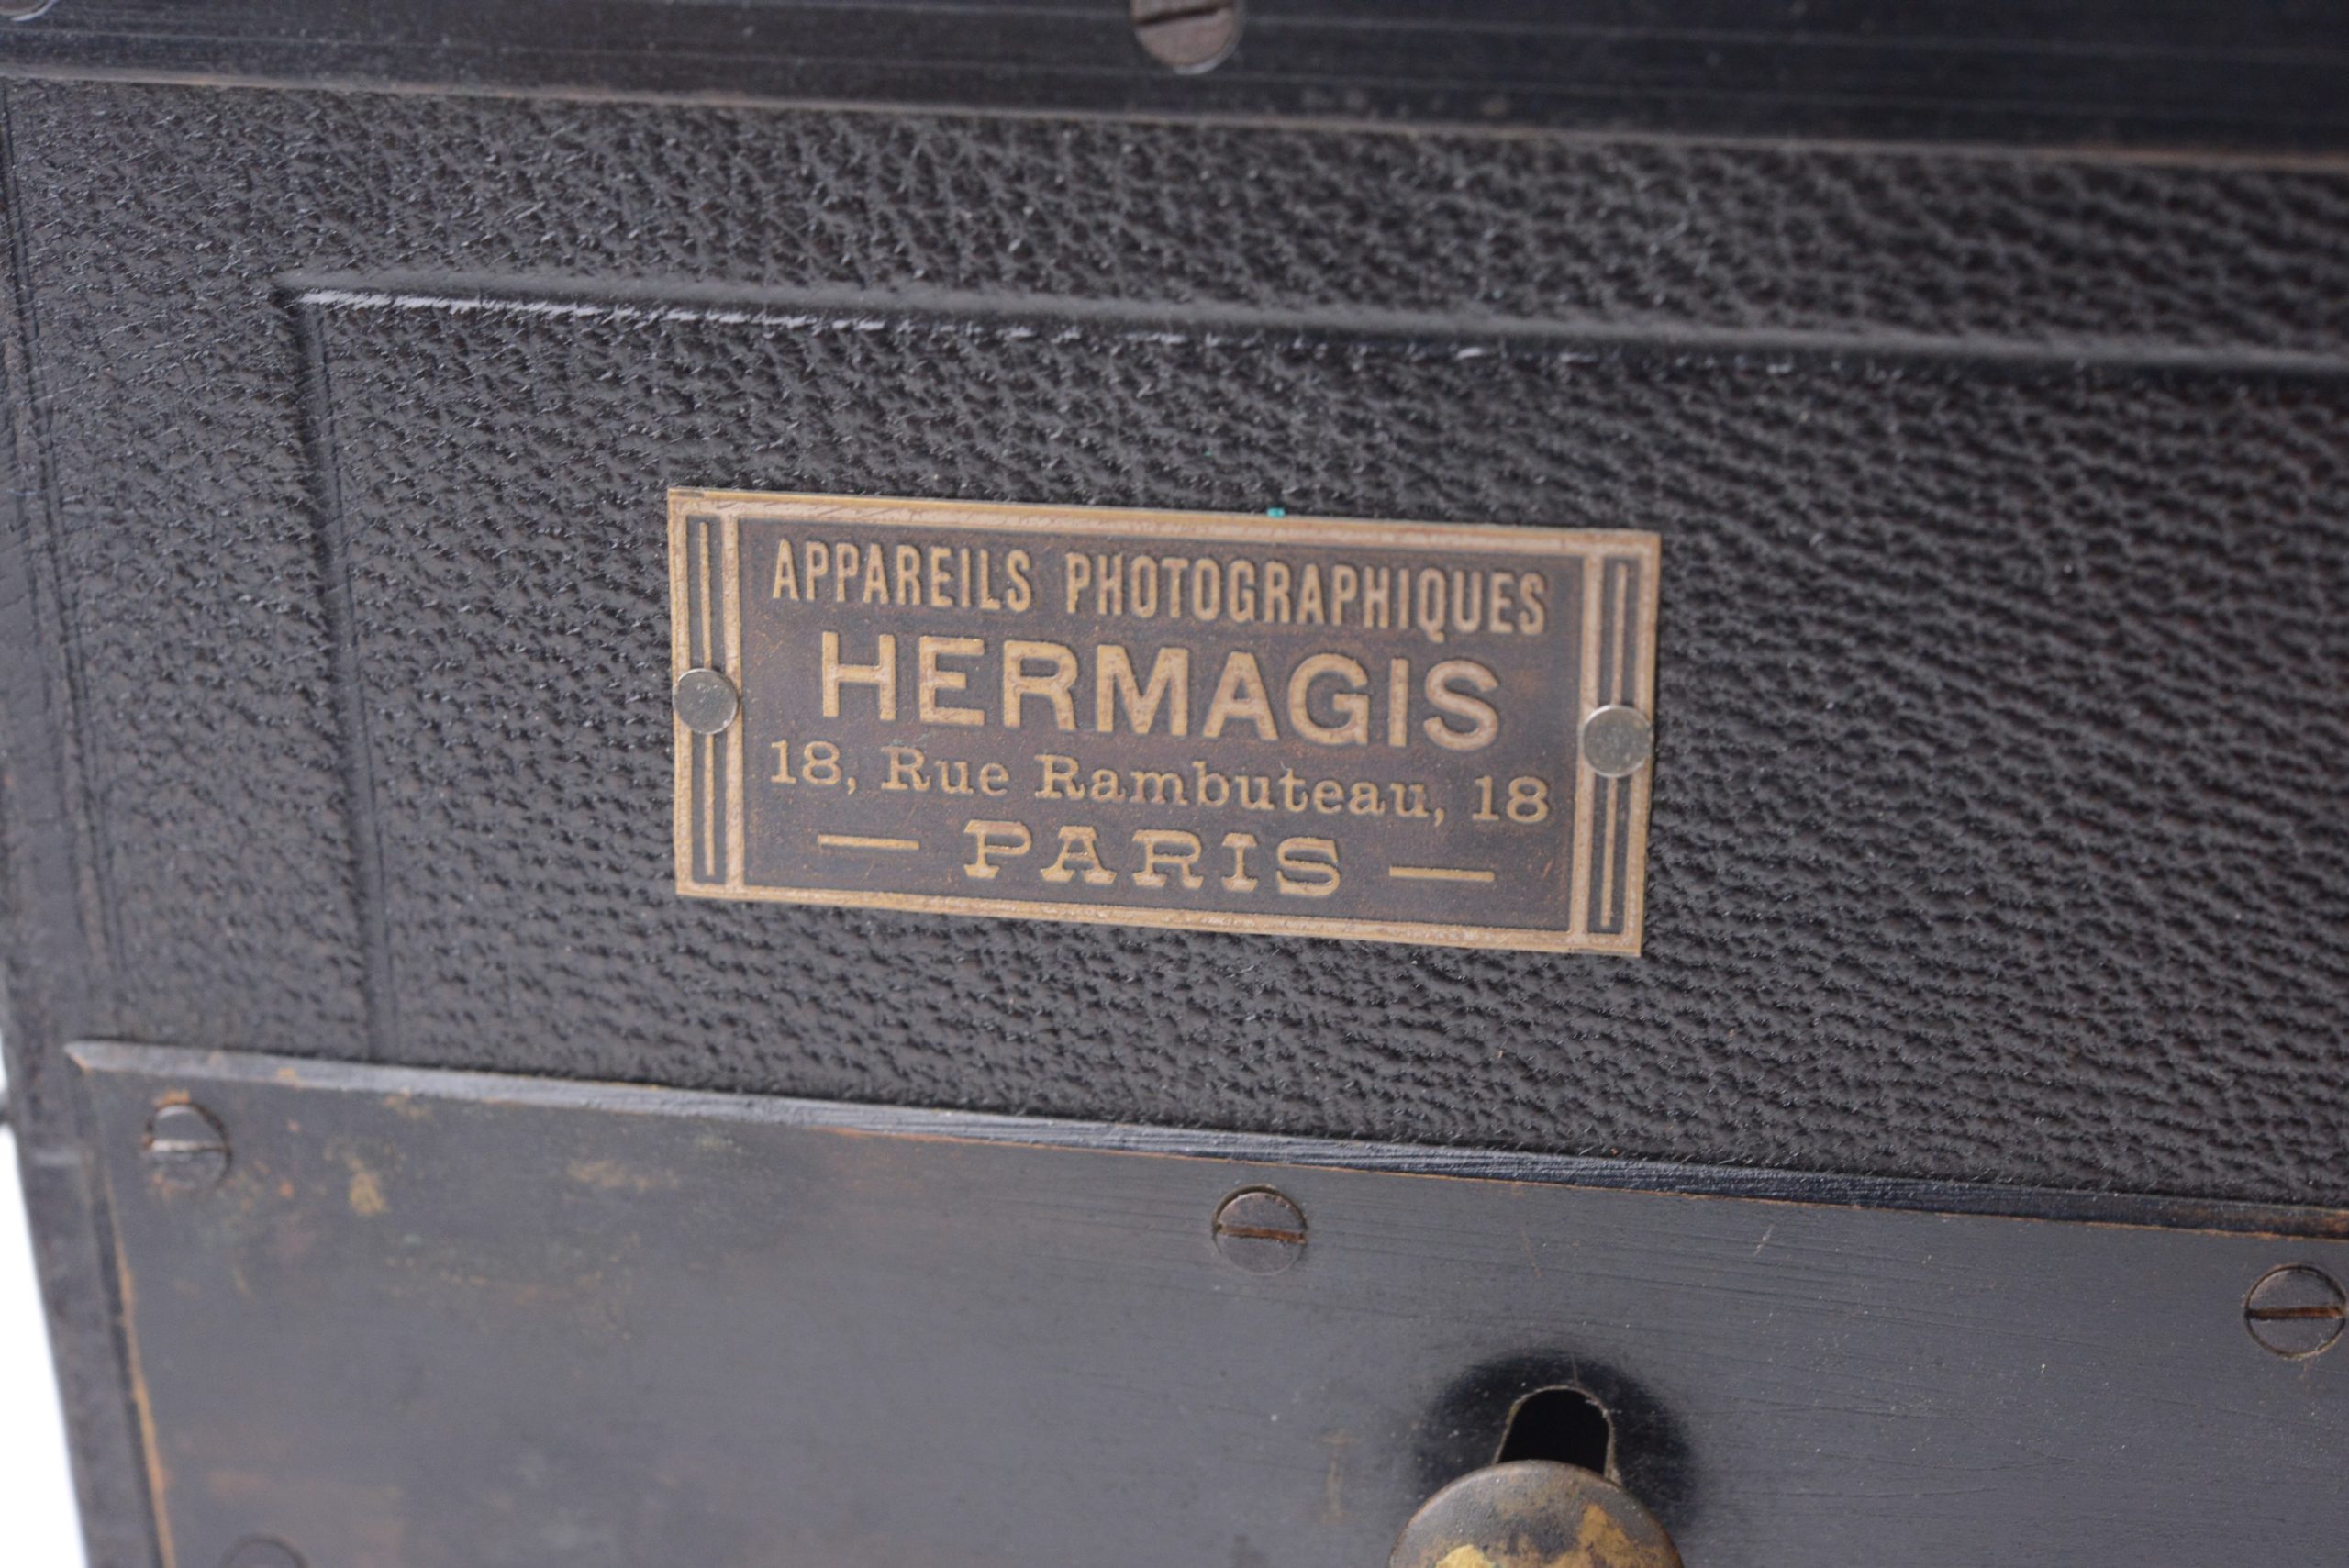 APPAREILS PHOTOGRAPHIQUES
HERMAGIS
18, Rue Rambuteau, 18
— PARIS —